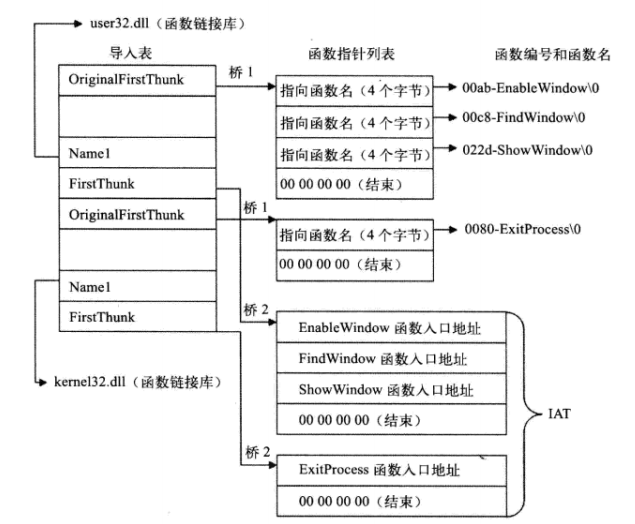 user32.dll（函数链接库）
导入表
函数指针列表
函数编号和函数名
OriginalFirstThunk
桥 1
指向函数名（4 个字节）
00ab-EnableWindow\0
指向函数名（4 个字节）
00c8-FindWindow\0
Name1
指向函数名（4 个字节）
022d-ShowWindow\0
FirstThunk
00 00 00 00（结束）
OriginalFirstThunk
桥 1
指向函数名（4 个字节）
0080-ExitProcess\0
00 00 00 00（结束）
Name1
FirstThunk
桥 2
EnableWindow 函数入口地址
FindWindow 函数入口地址
kernel32.dll（函数链接库）
ShowWindow 函数入口地址
00 00 00 00（结束）
IAT
桥 2
ExitProcess 函数入口地址
00 00 00 00（结束）